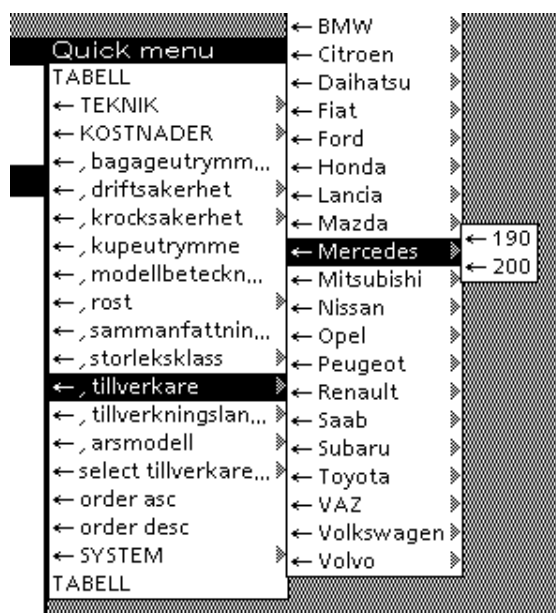 Quick menu
TABELL
← TEKNIK
← KOSTNADER
← , bagageutrymm...
← , driftsakerhet
← , krocksakerhet
← , kupeutrymme
← , modellbeteckn...
← , rost
← , sammanfattnin...
← , storleksklass
← , tillverkare
← , tillverkningslan...
← , arsmodell
← select tillverkare...
← order asc
← order desc
← SYSTEM
TABELL
← BMW
← Citroen
← Daihatsu
← Fiat
← Ford
← Honda
← Lancia
← Mazda
← Mercedes
← Mitsubishi
← Nissan
← Opel
← Peugeot
← Renault
← Saab
← Subaru
← Toyota
← VAZ
← Volkswagen
← Volvo
← 190
← 200